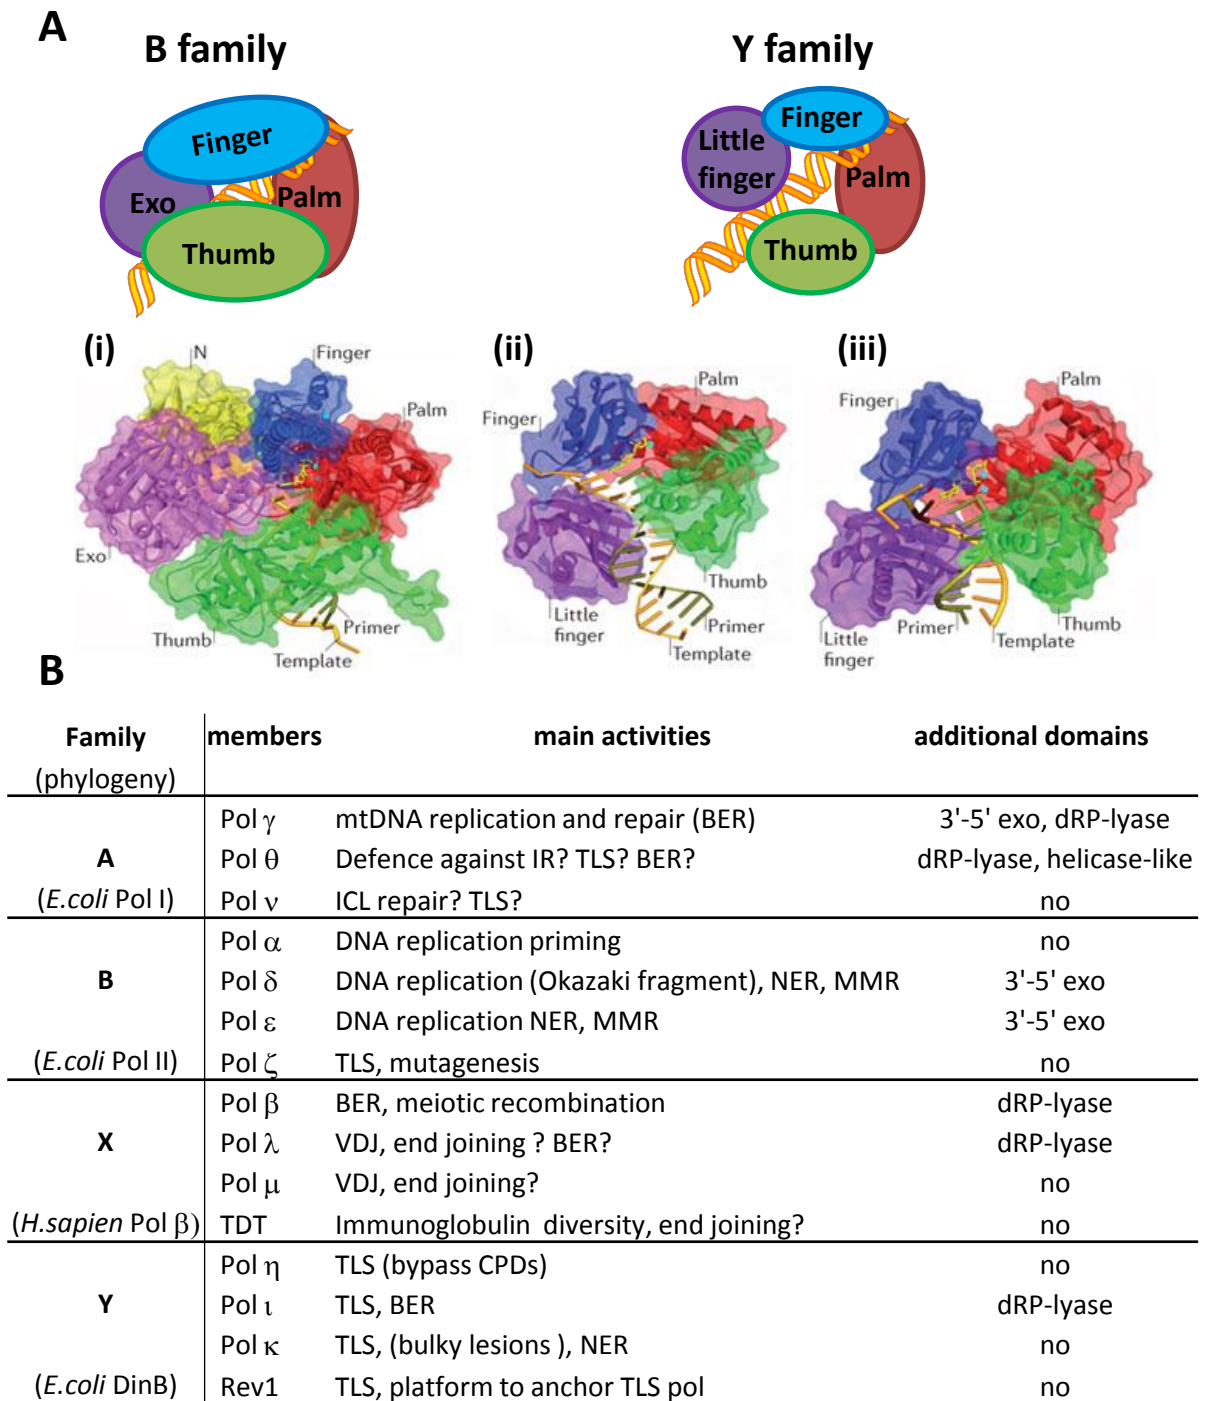 A
B family
Y family
Finger
Exo
Palm
Thumb
Finger
Little
finger
Palm
Thumb
(i)
N
Finger
Palm
Exo
Thumb
Primer
Template
(ii)
Palm
Finger
Thumb
Little
finger
Primer
Template
(iii)
Palm
Finger
Little
finger
Primer
Template
Thumb
B
Family members main activities additional domains
(phylogeny)
Pol γ mtDNA replication and repair (BER) 3'-5' exo, dRP-lyase
A Pol θ Defence against IR? TLS? BER? dRP-lyase, helicase-like
(E.coli Pol I) Pol ν ICL repair? TLS? no
Pol α DNA replication priming no
B Pol δ DNA replication (Okazaki fragment), NER, MMR 3'-5' exo
Pol ε DNA replication NER, MMR 3'-5' exo
(E.coli Pol II) Pol ζ TLS, mutagenesis no
Pol β BER, meiotic recombination dRP-lyase
X Pol λ VDJ, end joining ? BER? dRP-lyase
Pol μ VDJ, end joining? no
(H.sapien Pol β) TDT Immunoglobulin diversity, end joining? no
Pol η TLS (bypass CPDs) no
Y Pol ι TLS, BER dRP-lyase
Pol κ TLS, (bulky lesions ), NER no
(E.coli DinB) Rev1 TLS, platform to anchor TLS pol no